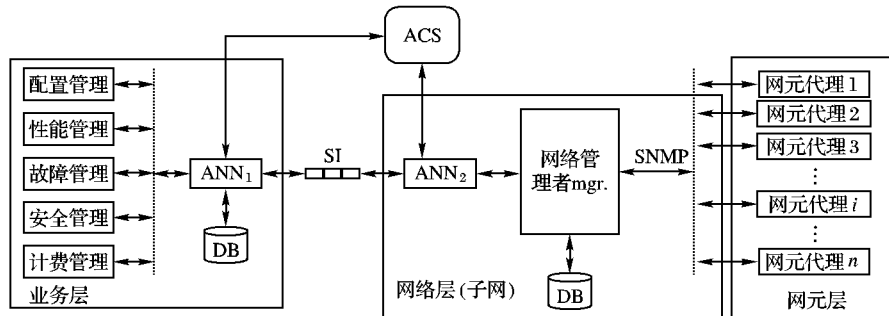 ACS
配置管理
性能管理
故障管理
安全管理
计费管理
ANN1
DB
业务层
SI
ANN2
网络管
理者mgr.
DB
网络层(子网)
SNMP
网元代理1
网元代理2
网元代理3
⋮
网元代理i
⋮
网元代理n
网元层